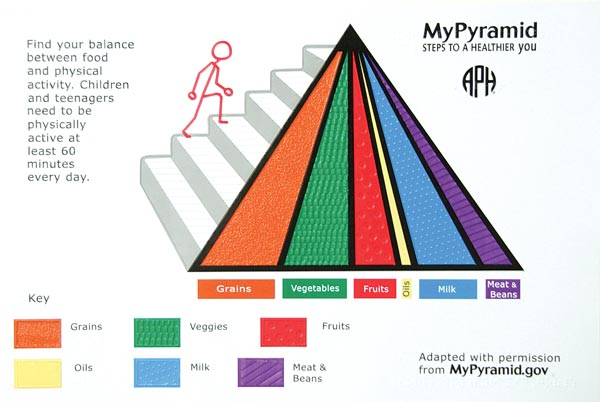 MyPyramid
STEPS TO A HEALTHIER you
APH
Find your balance
between food
and physical
activity. Children
and teenagers
need to be
physically
active at
least 60
minutes
every day.
Grains
Vegetables
Fruits
Oils
Milk
Meat &
Beans
Key
Grains
Veggies
Fruits
Oils
Milk
Meat &
Beans
Adapted with permission
from MyPyramid.gov